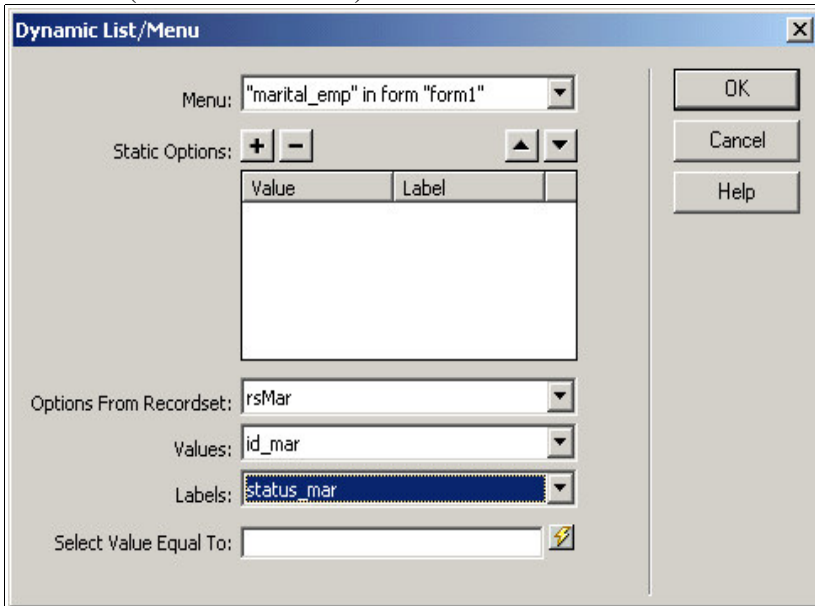 Dynamic List/Menu
Menu: "marital_emp" in form "form1"
OK
Static Options: + −
Cancel
Value Label
Help
Options From Recordset: rsMar
Values: id_mar
Labels: status_mar
Select Value Equal To: